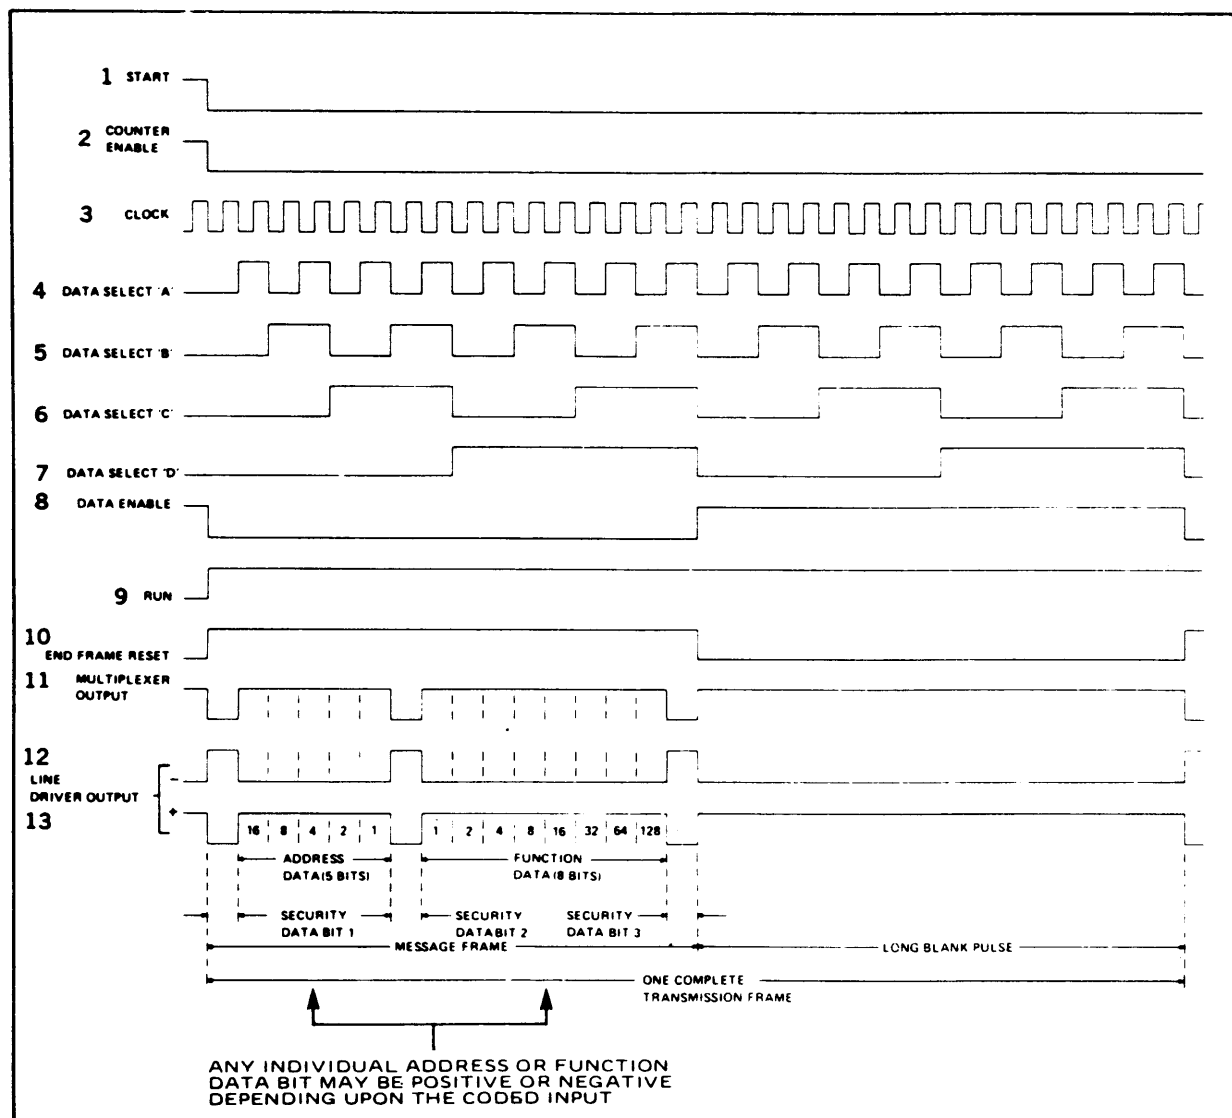 1 START
2 COUNTER
ENABLE
3 CLOCK
4 DATA SELECT 'A'
5 DATA SELECT 'B'
6 DATA SELECT 'C'
7 DATA SELECT 'D'
8 DATA ENABLE
9 RUN
10
END FRAME RESET
11 MULTIPLEXER
OUTPUT
12
LINE
DRIVER OUTPUT
-
+
13
16 8 4 2 1 1 2 4 8 16 32 64 128
ADDRESS
DATA (5 BITS)
FUNCTION
DATA (8 BITS)
SECURITY
DATA BIT 1
SECURITY
DATABIT 2
SECURITY
DATA BIT 3
MESSAGE FRAME
LONG BLANK PULSE
ONE COMPLETE
TRANSMISSION FRAME
ANY INDIVIDUAL ADDRESS OR FUNCTION
DATA BIT MAY BE POSITIVE OR NEGATIVE
DEPENDING UPON THE COD6D INPUT